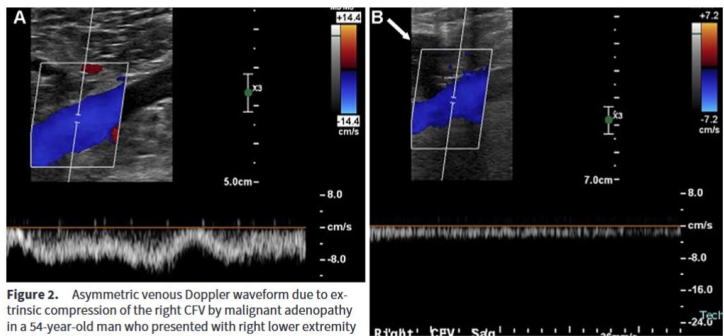 A
+14.4
-14.4
cm/s
x3
5.0cm
8.0
cm/s
-8.0
B
+7.2
-7.2
cm/s
x3
7.0cm
-8.0
-cm/s
-8.0
-16.0
-24.0
Tech
Right CFV Sag
Figure 2. Asymmetric venous Doppler waveform due to ex-
trinsic compression of the right CFV by malignant adenopathy
in a 54-year-old man who presented with right lower extremity